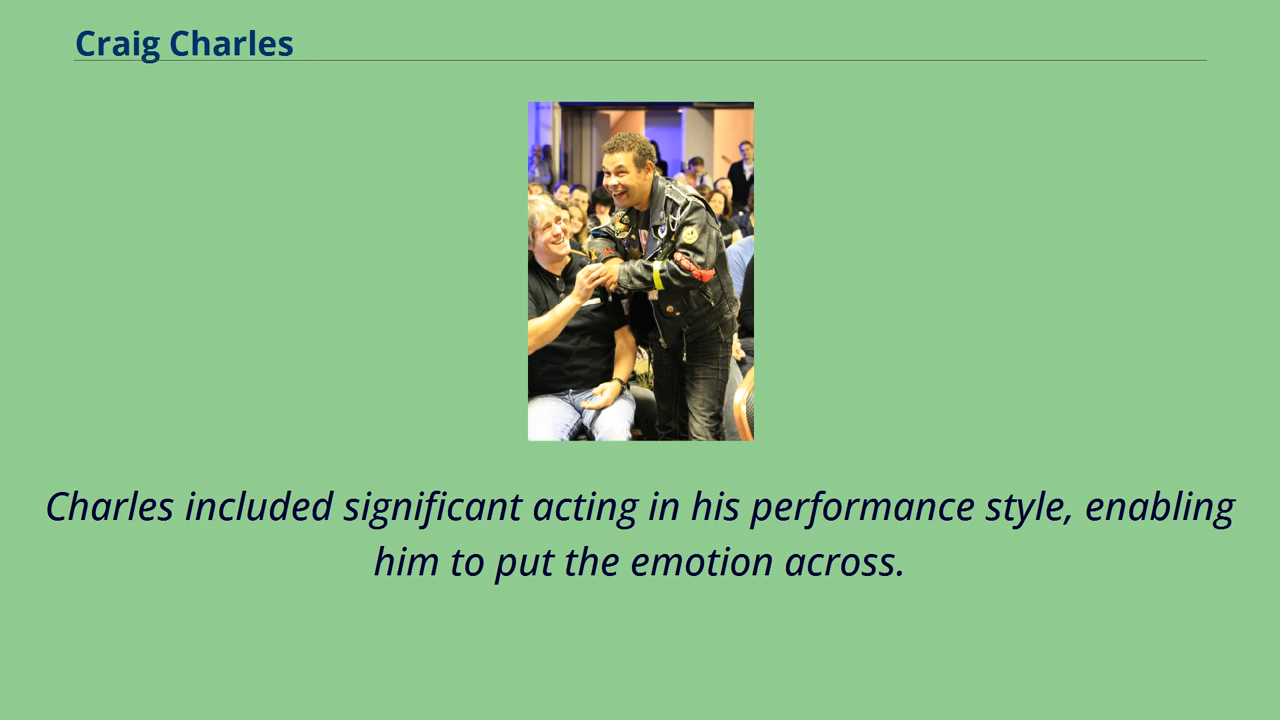 Craig Charles
Charles included significant acting in his performance style, enabling
him to put the emotion across.